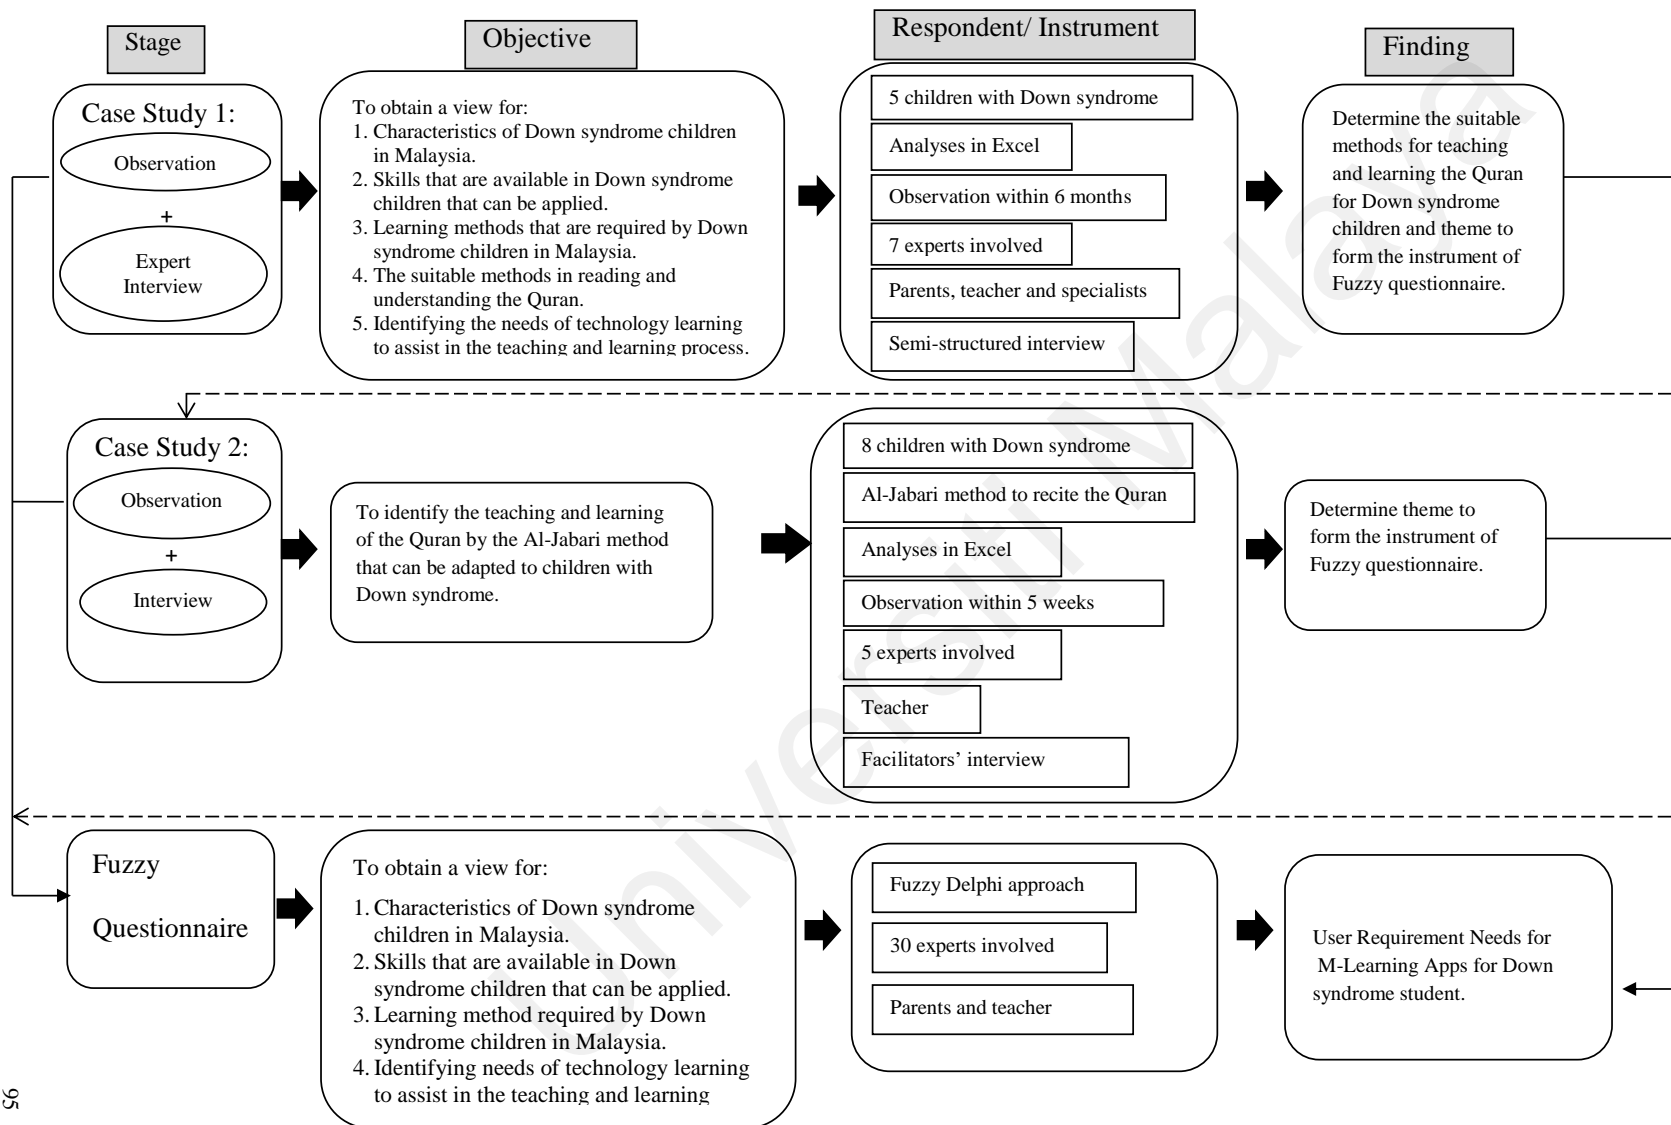 Stage
Objective
Respondent/ Instrument
Finding
Case Study 1:
Observation
+
Expert
Interview
To obtain a view for:
1. Characteristics of Down syndrome children
in Malaysia.
2. Skills that are available in Down syndrome
children that can be applied.
3. Learning methods that are required by Down
syndrome children in Malaysia.
4. The suitable methods in reading and
understanding the Quran.
5. Identifying the needs of technology learning
to assist in the teaching and learning process.
5 children with Down syndrome
Analyses in Excel
Observation within 6 months
7 experts involved
Parents, teacher and specialists
Semi-structured interview
Determine the suitable
methods for teaching
and learning the Quran
for Down syndrome
children and theme to
form the instrument of
Fuzzy questionnaire.
Case Study 2:
Observation
+
Interview
To identify the teaching and learning
of the Quran by the Al-Jabari method
that can be adapted to children with
Down syndrome.
8 children with Down syndrome
Al-Jabari method to recite the Quran
Analyses in Excel
Observation within 5 weeks
5 experts involved
Teacher
Facilitators’ interview
Determine theme to
form the instrument of
Fuzzy questionnaire.
Fuzzy
Questionnaire
To obtain a view for:
1. Characteristics of Down syndrome
children in Malaysia.
2. Skills that are available in Down
syndrome children that can be applied.
3. Learning method required by Down
syndrome children in Malaysia.
4. Identifying needs of technology learning
to assist in the teaching and learning
Fuzzy Delphi approach
30 experts involved
Parents and teacher
User Requirement Needs for
M-Learning Apps for Down
syndrome student.
95
Universiti Malaya